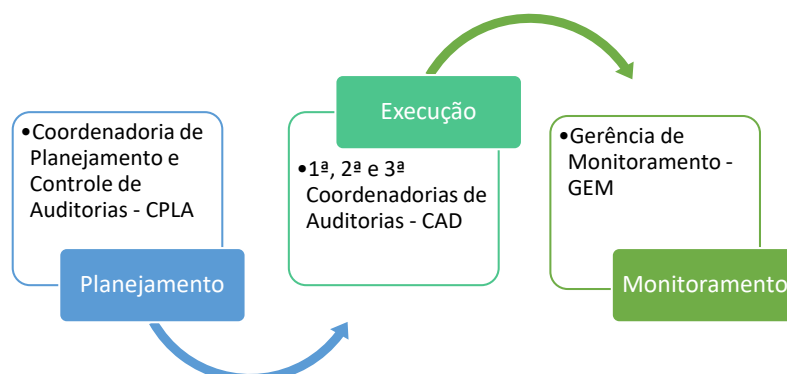 •Coordenadoria de
Planejamento e
Controle de
Auditorias - CPLA
Planejamento
Execução
•1ª, 2ª e 3ª
Coordenadorias de
Auditorias - CAD
•Gerência de
Monitoramento -
GEM
Monitoramento